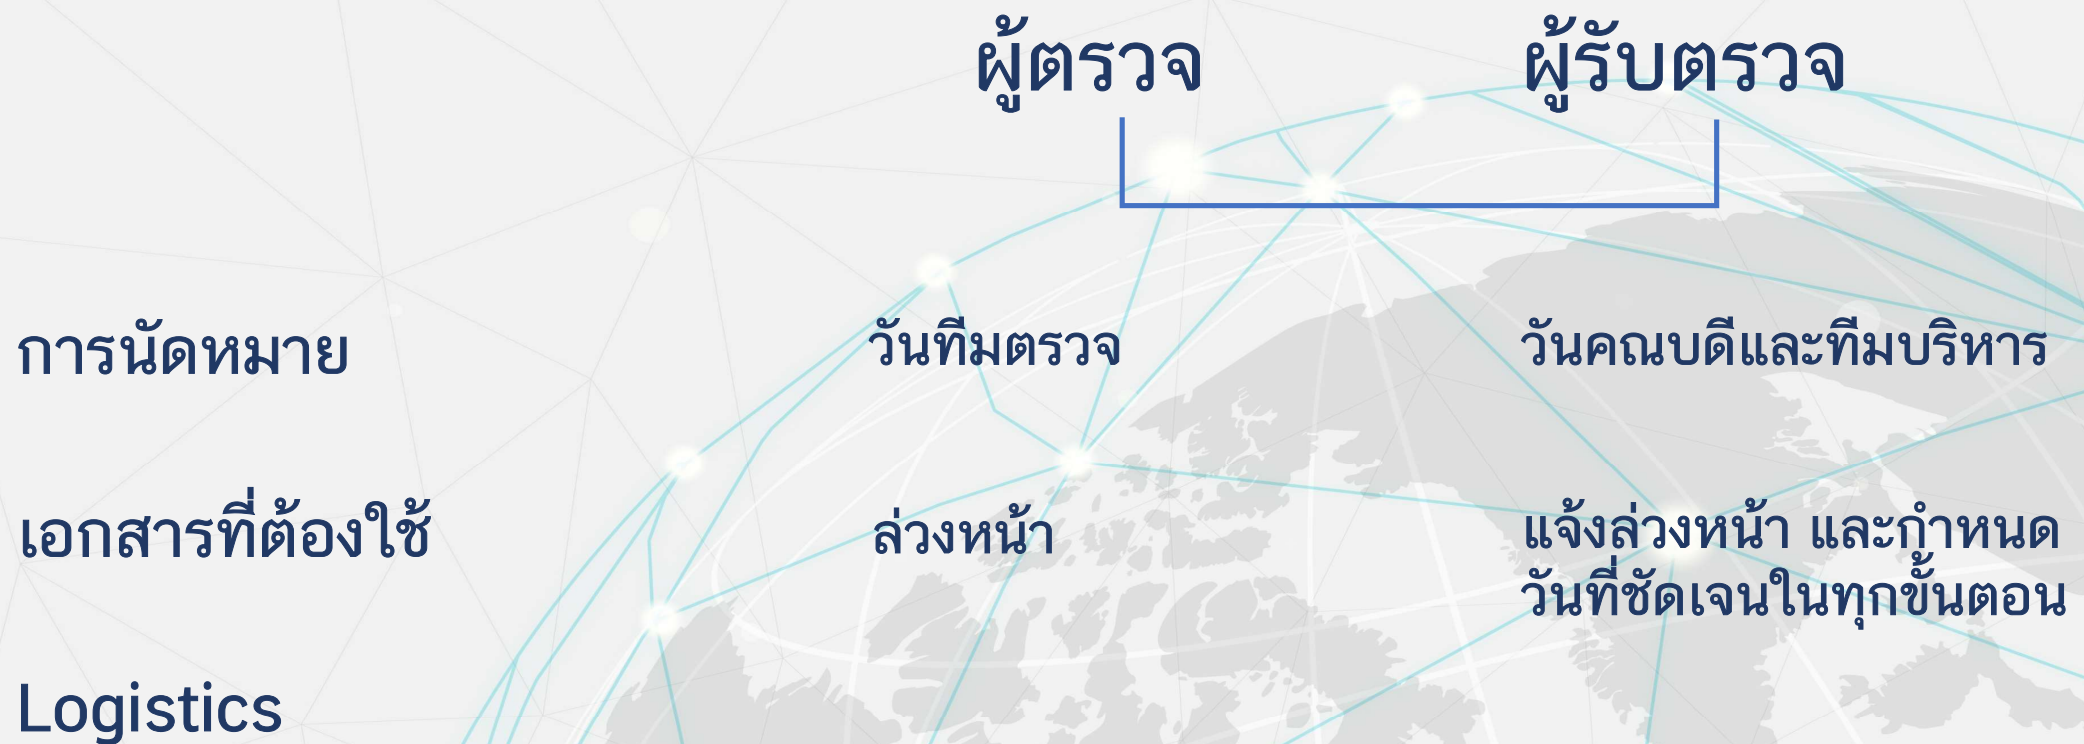 ผู้ตรวจ ผู้รับตรวจ
การนัดหมาย วันทีมตรวจ วันคณบดีและทีมบริหาร
เอกสารที่ต้องใช้ ล่วงหน้า แจ้งล่วงหน้า และกำหนด
วันที่ชัดเจนในทุกขั้นตอน
Logistics